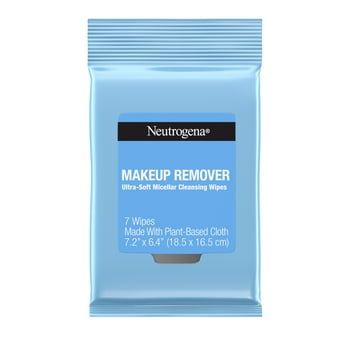 Neutrogena®
MAKEUP REMOVER
Ultra-Soft Micellar Cleansing Wipes
7 Wipes
Made With Plant-Based Cloth
7.2" x 6.4" (18.5 x 16.5 cm)